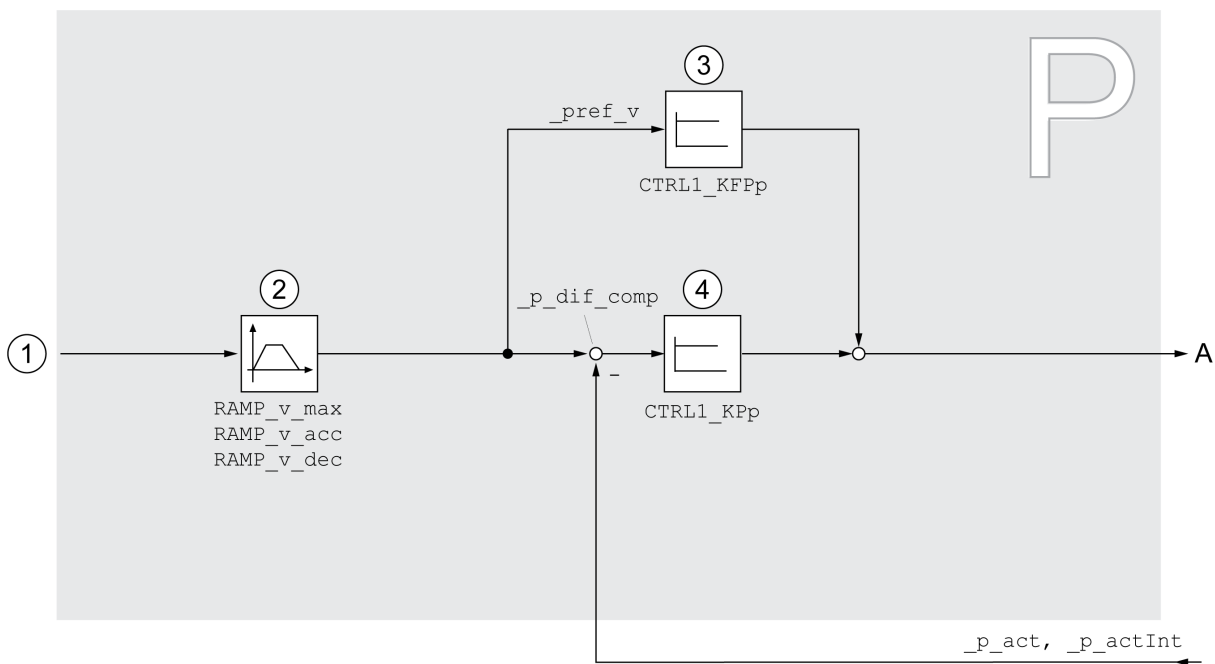 P
3
_pref_v
CTRL1_KFPp
2
_p_dif_comp
4
1
-
A
RAMP_v_max
RAMP_v_acc
RAMP_v_dec
CTRL1_KPp
_p_act, _p_actInt